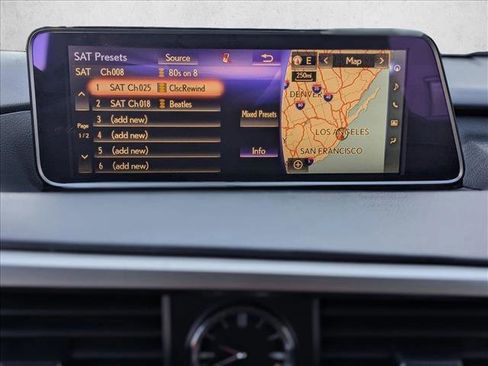 SAT Presets Source
SAT Ch008 80s on 8
1 SAT Ch025 ClscRewind
2 SAT Ch018 Beatles
3 (add new)
4 (add new)
5 (add new)
6 (add new)
Page
1/2
Mixed Presets
Info
E < Map >
250mi
DENVER
LOS ANGELES
SAN FRANCISCO